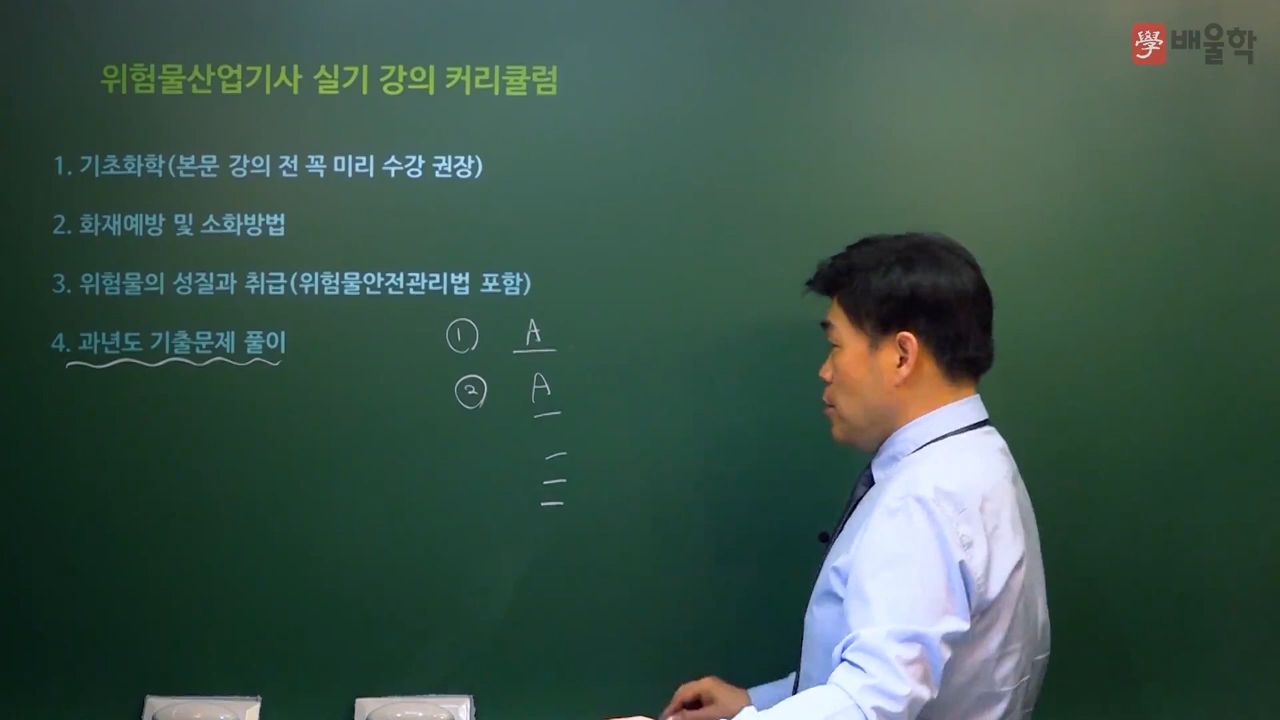 學 배울학
위험물산업기사 실기 강의 커리큘럼
1. 기초화학(본문 강의 전 꼭 미리 수강 권장)
2. 화재예방 및 소화방법
3. 위험물의 성질과 취급(위험물안전관리법 포함)
4. 과년도 기출문제 풀이
① A
② A